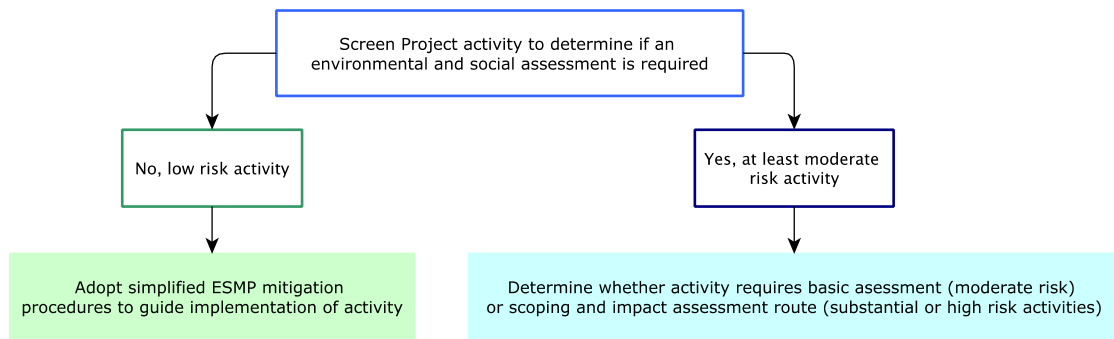 Screen Project activity to determine if an
environmental and social assessment is required
No, low risk activity
Yes, at least moderate
risk activity
Adopt simplified ESMP mitigation
procedures to guide implementation of activity
Determine whether activity requires basic asessment (moderate risk)
or scoping and impact assessment route (substantial or high risk activities)